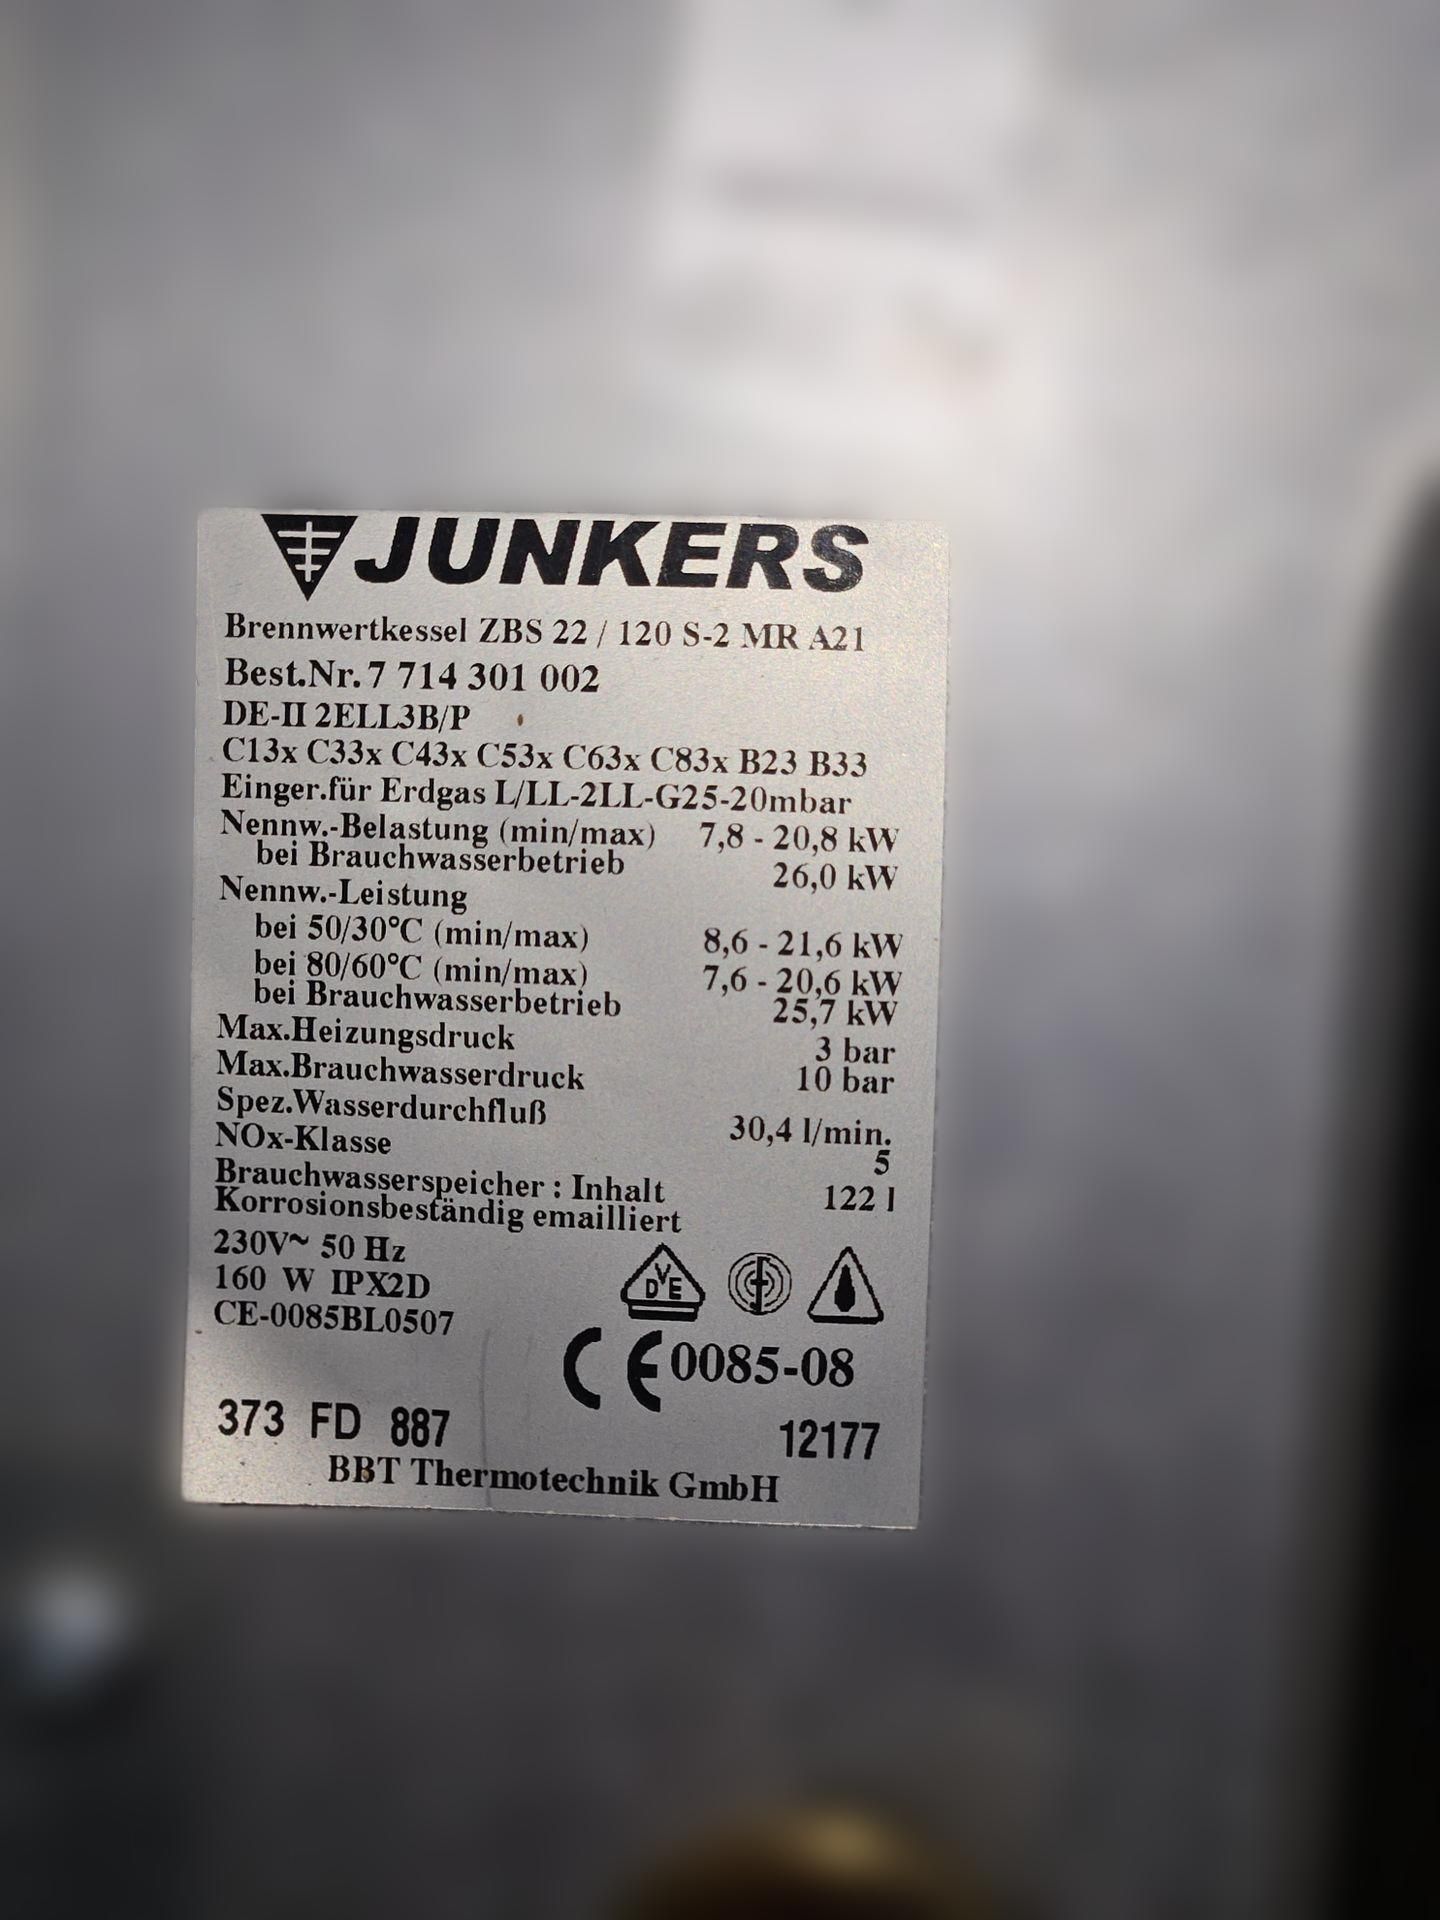 JUNKERS
Brennwertkessel ZBS 22 / 120 S-2 MR A21
Best.Nr. 7 714 301 002
DE-II 2ELL3B/P
C13x C33x C43x C53x C63x C83x B23 B33
Einger.für Erdgas L/LL-2LL-G25-20mbar
Nennw.-Belastung (min/max) 7,8 - 20,8 kW
bei Brauchwasserbetrieb 26,0 kW
Nennw.-Leistung
bei 50/30°C (min/max) 8,6 - 21,6 kW
bei 80/60°C (min/max) 7,6 - 20,6 kW
bei Brauchwasserbetrieb 25,7 kW
Max.Heizungsdruck 3 bar
Max.Brauchwasserdruck 10 bar
Spez.Wasserdurchfluß 30,4 l/min.
NOx-Klasse 5
Brauchwasserspeicher : Inhalt 122 l
Korrosionsbeständig emailliert
230V~ 50 Hz
160 W IPX2D
DVE
CE-0085BL0507
CE 0085-08
373 FD 887 12177
BBT Thermotechnik GmbH